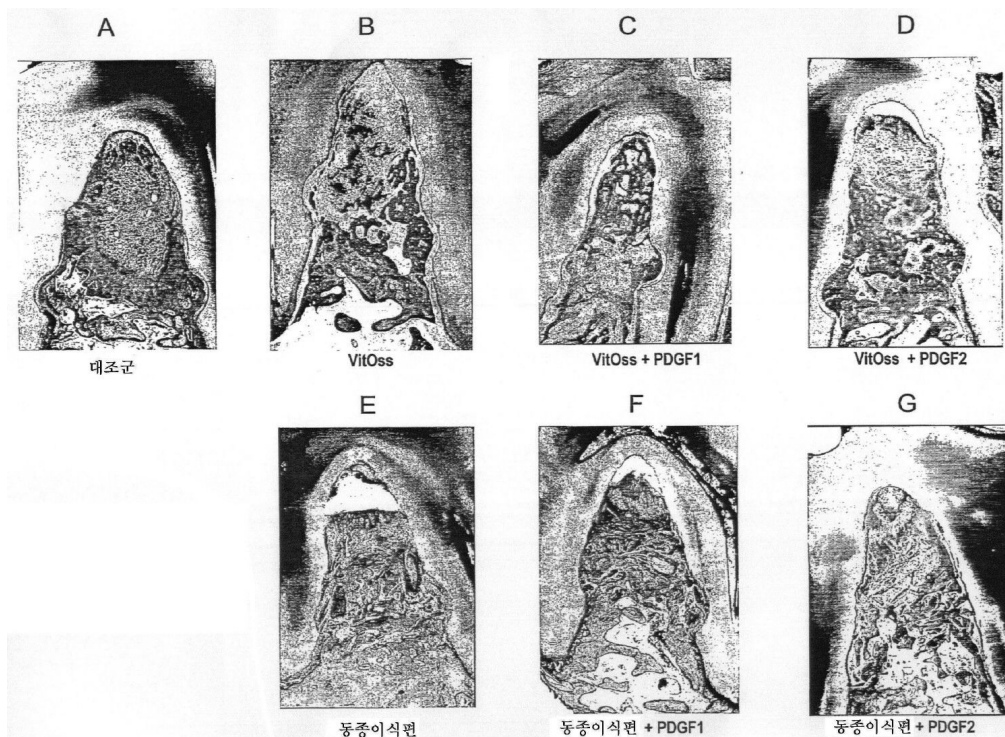 A
B
C
D
대조군
VitOss
VitOss + PDGF1
VitOss + PDGF2
E
F
G
동종이식편
동종이식편 + PDGF1
동종이식편 + PDGF2